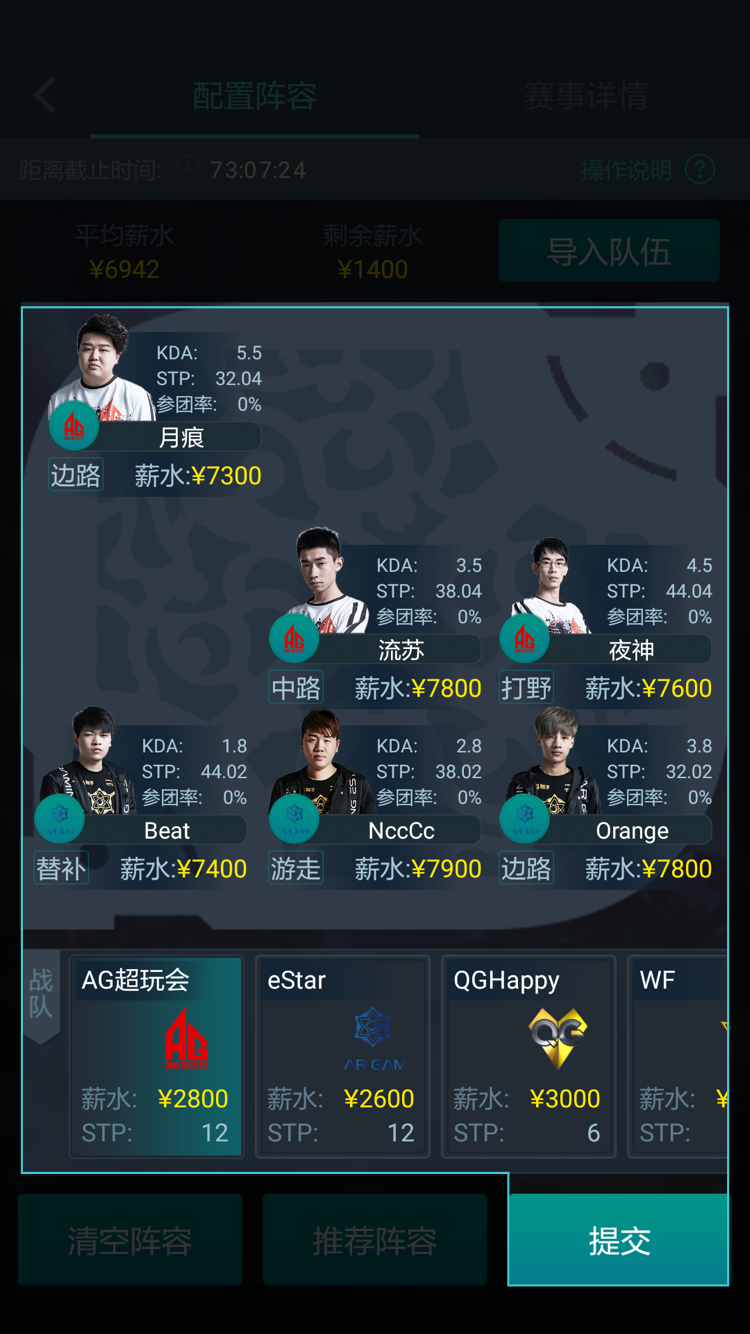 配置阵容
赛事详情
距离截止时间: 73:07:24
操作说明 ?
平均薪水
¥6942
剩余薪水
¥1400
导入队伍
KDA: 5.5
STP: 32.04
参团率: 0%
月痕
边路 薪水:¥7300
KDA: 3.5
STP: 38.04
参团率: 0%
流苏
中路 薪水:¥7800
KDA: 4.5
STP: 44.04
参团率: 0%
夜神
打野 薪水:¥7600
KDA: 1.8
STP: 44.02
参团率: 0%
Beat
替补 薪水:¥7400
KDA: 2.8
STP: 38.02
参团率: 0%
NccCc
游走 薪水:¥7900
KDA: 3.8
STP: 32.02
参团率: 0%
Orange
边路 薪水:¥7800
战队
AG超玩会
AG
薪水: ¥2800
STP: 12
eStar
薪水: ¥2600
STP: 12
QGHappy
QG
薪水: ¥3000
STP: 6
WF
薪水: ¥
STP:
清空阵容
推荐阵容
提交